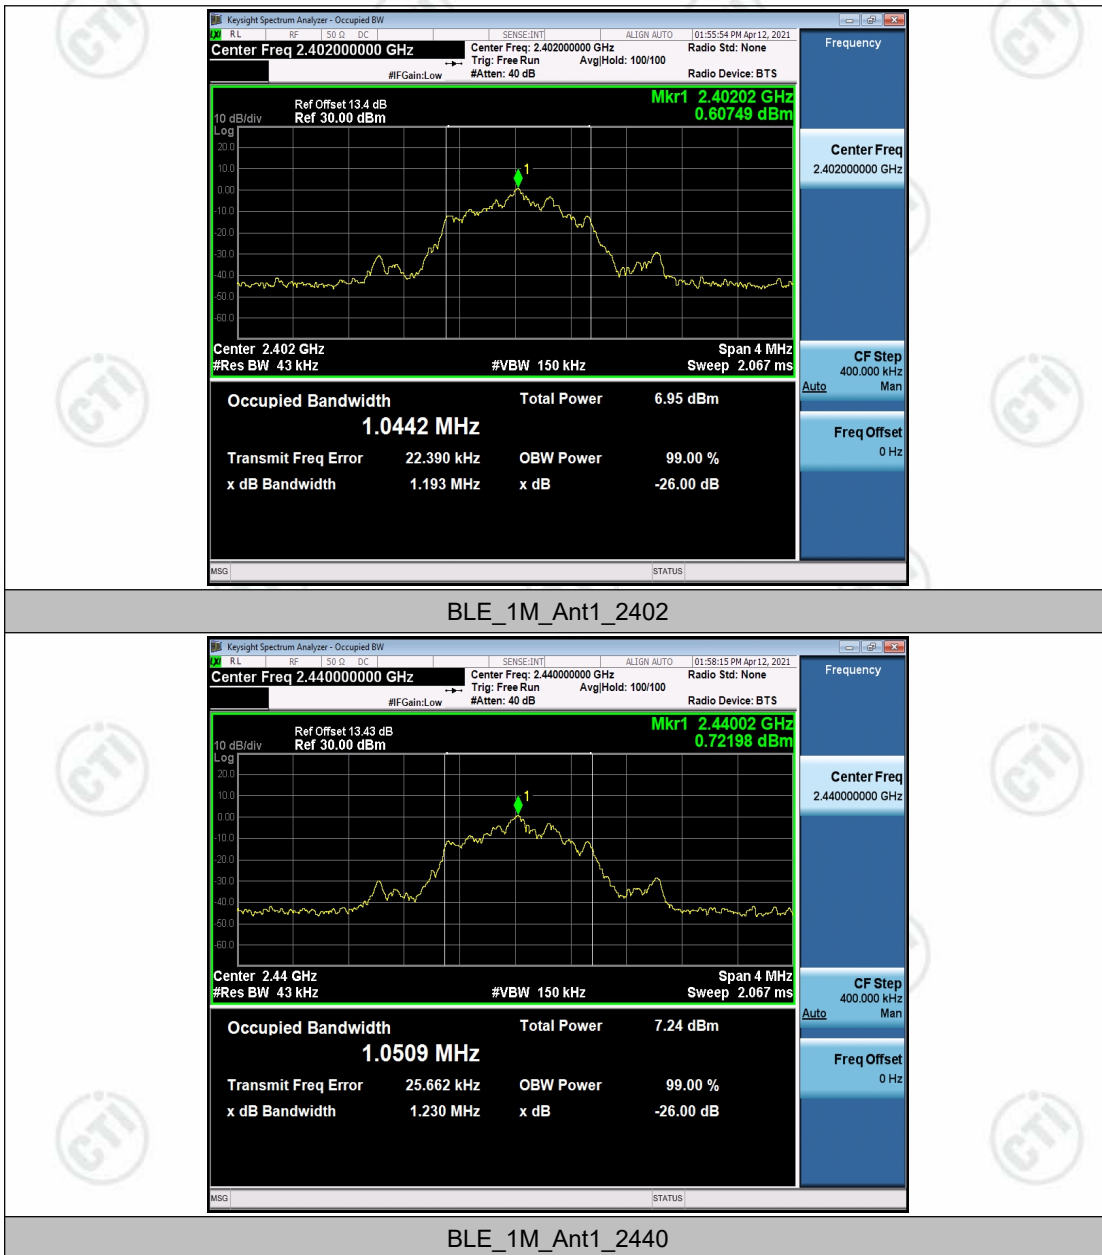 Keysight Spectrum Analyzer - Occupied BW
LXI RL RF 50 Ω DC SENSE:INT ALIGN AUTO 01:55:54 PM Apr 12, 2021
Center Freq 2.402000000 GHz Center Freq: 2.402000000 GHz Radio Std: None Frequency
Trig: Free Run Avg|Hold: 100/100
#IFGain:Low #Atten: 40 dB Radio Device: BTS
Ref Offset 13.4 dB Mkr1 2.40202 GHz
10 dB/div Ref 30.00 dBm 0.60749 dBm
Log
20.0
10.0
0.00
-10.0
-20.0
-30.0
-40.0
-50.0
-60.0
1
Center Freq
2.402000000 GHz
Center 2.402 GHz Span 4 MHz
#Res BW 43 kHz #VBW 150 kHz Sweep 2.067 ms
CF Step
400.000 kHz
Auto Man
Occupied Bandwidth Total Power 6.95 dBm
1.0442 MHz
Freq Offset
0 Hz
Transmit Freq Error 22.390 kHz OBW Power 99.00 %
x dB Bandwidth 1.193 MHz x dB -26.00 dB
MSG STATUS
BLE_1M_Ant1_2402
Keysight Spectrum Analyzer - Occupied BW
LXI RL RF 50 Ω DC SENSE:INT ALIGN AUTO 01:58:15 PM Apr 12, 2021
Center Freq 2.440000000 GHz Center Freq: 2.440000000 GHz Radio Std: None Frequency
Trig: Free Run Avg|Hold: 100/100
#IFGain:Low #Atten: 40 dB Radio Device: BTS
Ref Offset 13.43 dB Mkr1 2.44002 GHz
10 dB/div Ref 30.00 dBm 0.72198 dBm
Log
20.0
10.0
0.00
-10.0
-20.0
-30.0
-40.0
-50.0
-60.0
1
Center Freq
2.440000000 GHz
Center 2.44 GHz Span 4 MHz
#Res BW 43 kHz #VBW 150 kHz Sweep 2.067 ms
CF Step
400.000 kHz
Auto Man
Occupied Bandwidth Total Power 7.24 dBm
1.0509 MHz
Freq Offset
0 Hz
Transmit Freq Error 25.662 kHz OBW Power 99.00 %
x dB Bandwidth 1.230 MHz x dB -26.00 dB
MSG STATUS
BLE_1M_Ant1_2440
CTI
CTI
CTI
CTI
CTI
CTI
CTI
CTI